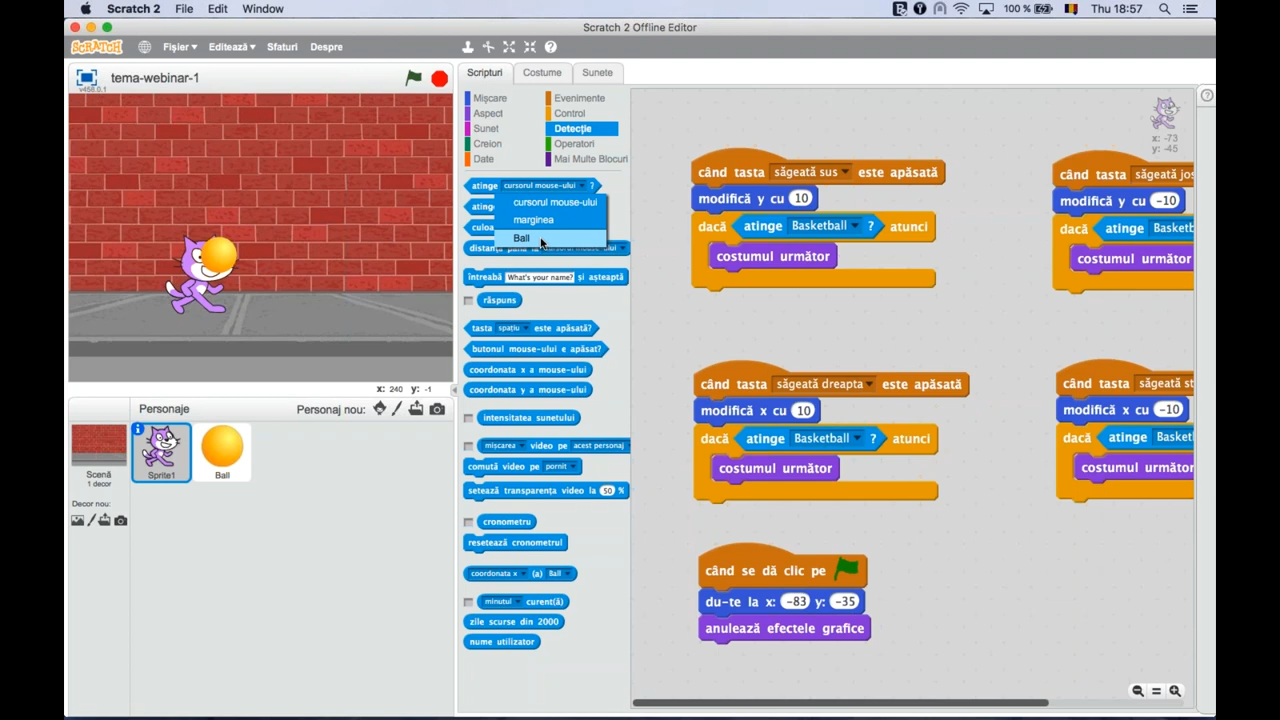 Scratch 2 File Edit Window 100 % Thu 18:57
Scratch 2 Offline Editor
SCRATCH Fișier Editează Sfaturi Despre
tema-webinar-1
v458.0.1
x: 240 y: -1
Personaje Personaj nou:
Scenă
1 decor
Decor nou:
Sprite1
Ball
Scripturi Costume Sunete
Mișcare Evenimente
Aspect Control
Sunet Detecție
Creion Operatori
Date Mai Multe Blocuri
atinge cursorul mouse-ului ?
cursorul mouse-ului
marginea
Ball
întreabă What's your name? și așteaptă
răspuns
tasta spațiu este apăsată?
butonul mouse-ului e apăsat?
coordonata x a mouse-ului
coordonata y a mouse-ului
intensitatea sunetului
mișcarea video pe acest personaj
comută video pe pornit
setează transparența video la 50 %
cronometru
resetează cronometrul
coordonata x (a) Ball
minutul curent(ă)
zile scurse din 2000
nume utilizator
x: -73
y: -45
când tasta săgeată sus este apăsată
modifică y cu 10
dacă atinge Basketball ? atunci
costumul următor
când tasta săgeată jos
modifică y cu -10
dacă atinge
costumul următor
când tasta săgeată dreapta este apăsată
modifică x cu 10
dacă atinge Basketball ? atunci
costumul următor
când tasta săgeată
modifică x cu -10
dacă atinge
costumul următor
când se dă clic pe
du-te la x: -83 y: -35
anulează efectele grafice